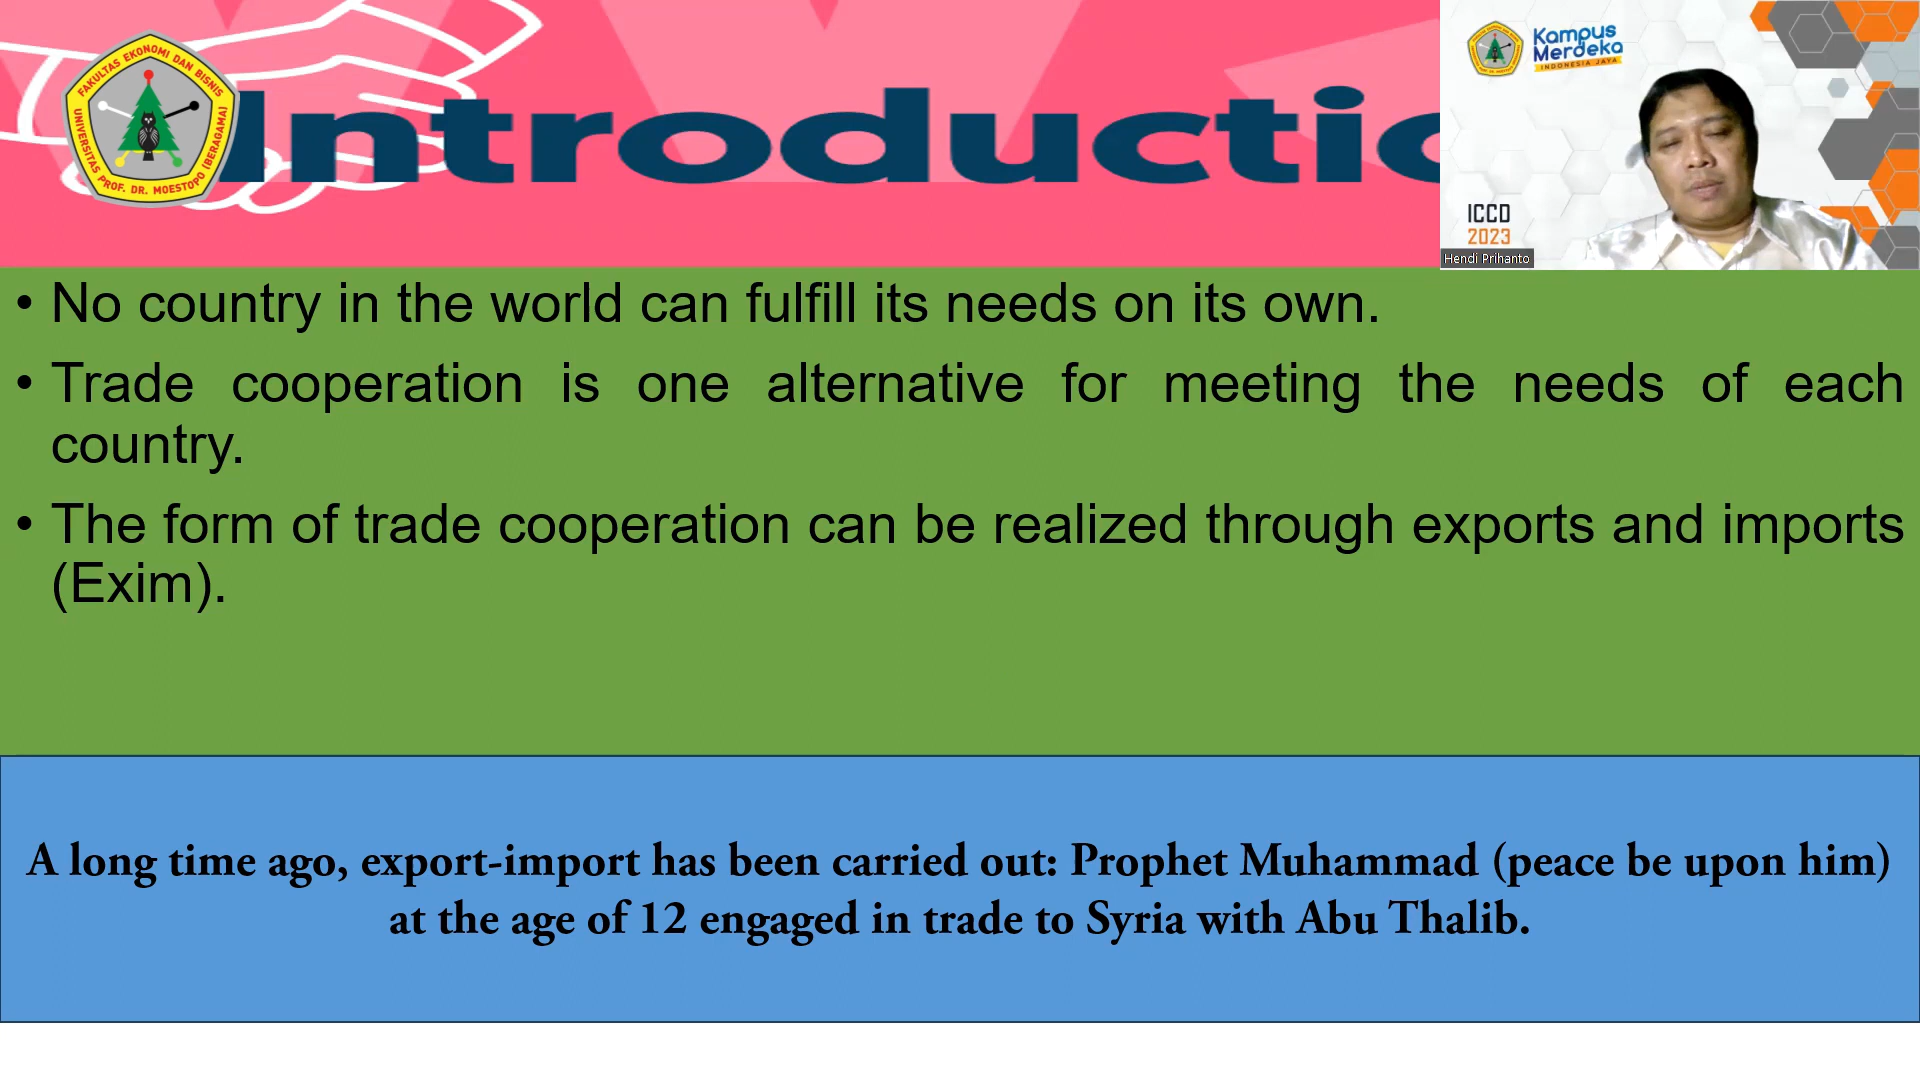 FAKULTAS EKONOMI DAN BISNIS
UNIVERSITAS PROF. DR. MOESTOPO (BERAGAMA)
Introductio
Kampus
Merdeka
INDONESIA JAYA
ICCD
2023
Hendi Prihanto
• No country in the world can fulfill its needs on its own.
• Trade cooperation is one alternative for meeting the needs of each
country.
• The form of trade cooperation can be realized through exports and imports
(Exim).
A long time ago, export-import has been carried out: Prophet Muhammad (peace be upon him)
at the age of 12 engaged in trade to Syria with Abu Thalib.